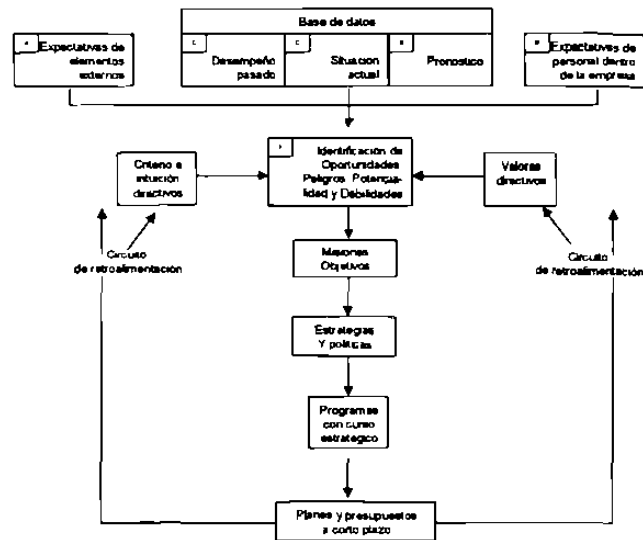 Base de datos
A
Expectativas de
elementos
externos
Desempeño
pasado
Situación
actual
Pronostico
Expectativas de
personal dentro
de la empresa
Identificación de
Oportunidades
Peligros Potencia-
lidad y Debilidades
Criterio e
intuición
directivos
Valores
directivos
Circuito
de retroalimentación
Misiones
Objetivos
Circuito
de retroalimentación
Estrategias
Y políticas
Programas
con curso
estratégico
Planes y presupuestos
a corto plazo